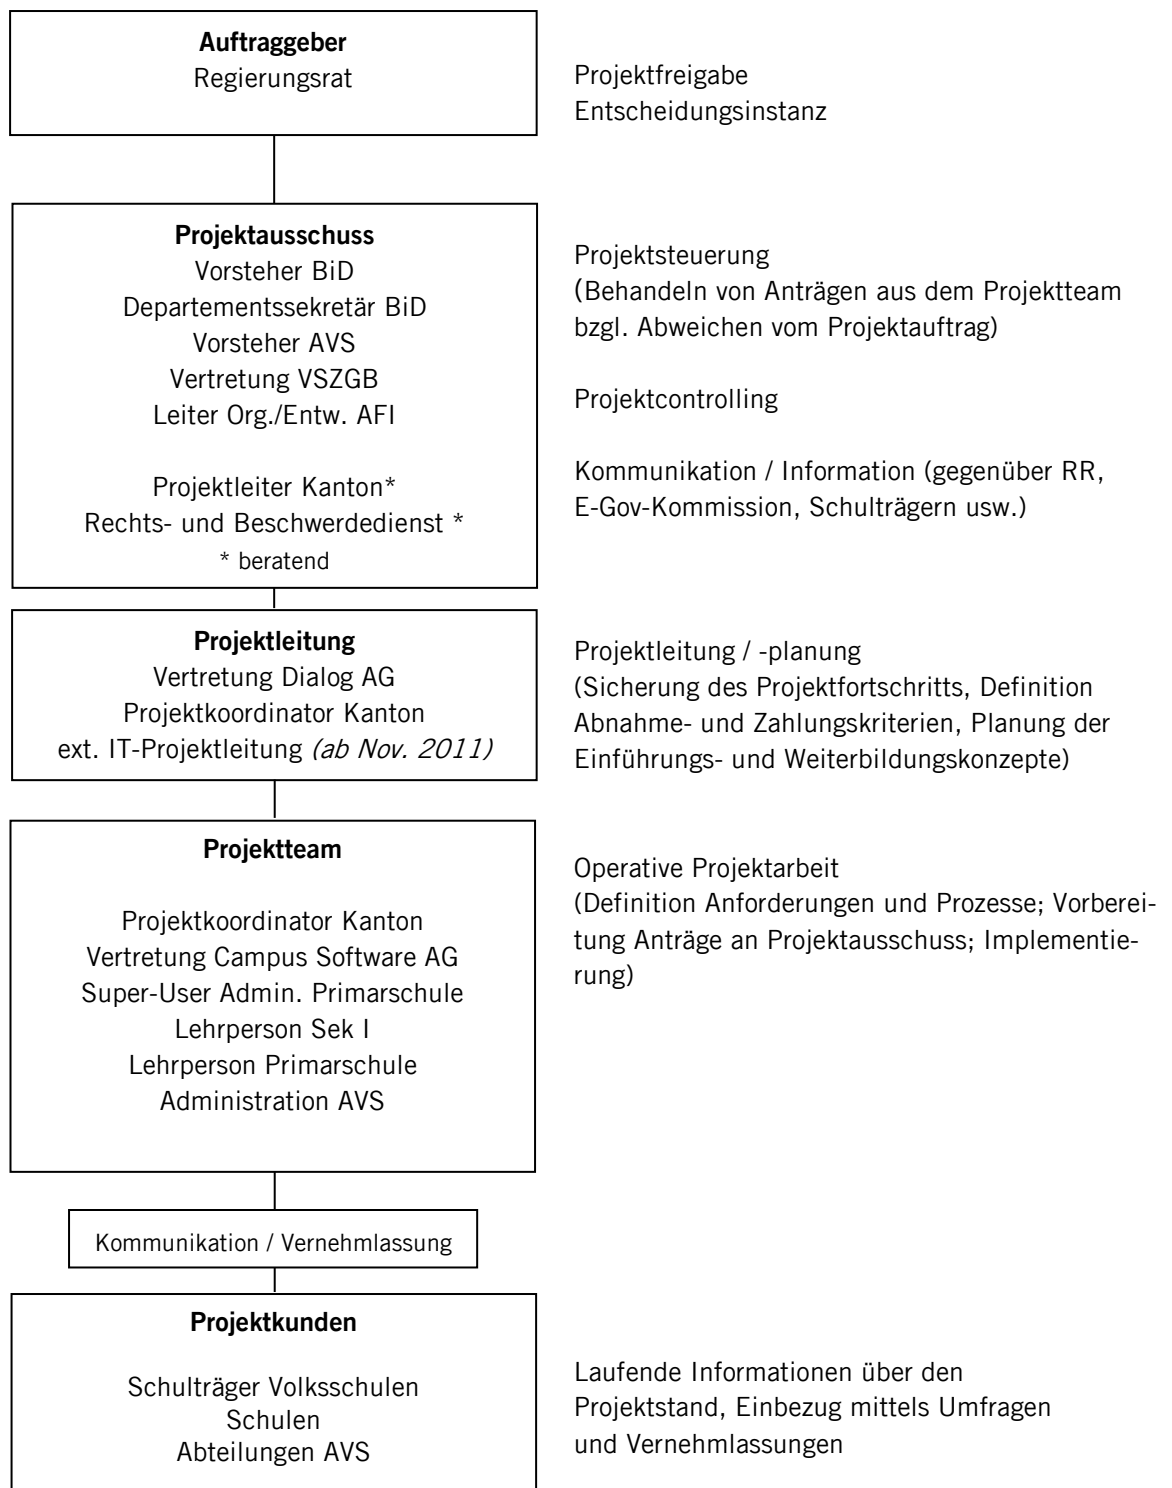 Auftraggeber
Regierungsrat
Projektfreigabe
Entscheidungsinstanz
Projektausschuss
Vorsteher BiD
Departementssekretär BiD
Vorsteher AVS
Vertretung VSZGB
Leiter Org./Entw. AFI
Projektleiter Kanton*
Rechts- und Beschwerdedienst *
* beratend
Projektsteuerung
(Behandeln von Anträgen aus dem Projektteam
bzgl. Abweichen vom Projektauftrag)
Projektcontrolling
Kommunikation / Information (gegenüber RR,
E-Gov-Kommission, Schulträgern usw.)
Projektleitung
Vertretung Dialog AG
Projektkoordinator Kanton
ext. IT-Projektleitung (ab Nov. 2011)
Projektleitung / -planung
(Sicherung des Projektfortschritts, Definition
Abnahme- und Zahlungskriterien, Planung der
Einführungs- und Weiterbildungskonzepte)
Projektteam
Projektkoordinator Kanton
Vertretung Campus Software AG
Super-User Admin. Primarschule
Lehrperson Sek I
Lehrperson Primarschule
Administration AVS
Operative Projektarbeit
(Definition Anforderungen und Prozesse; Vorberei-
tung Anträge an Projektausschuss; Implementie-
rung)
Kommunikation / Vernehmlassung
Projektkunden
Schulträger Volksschulen
Schulen
Abteilungen AVS
Laufende Informationen über den
Projektstand, Einbezug mittels Umfragen
und Vernehmlassungen